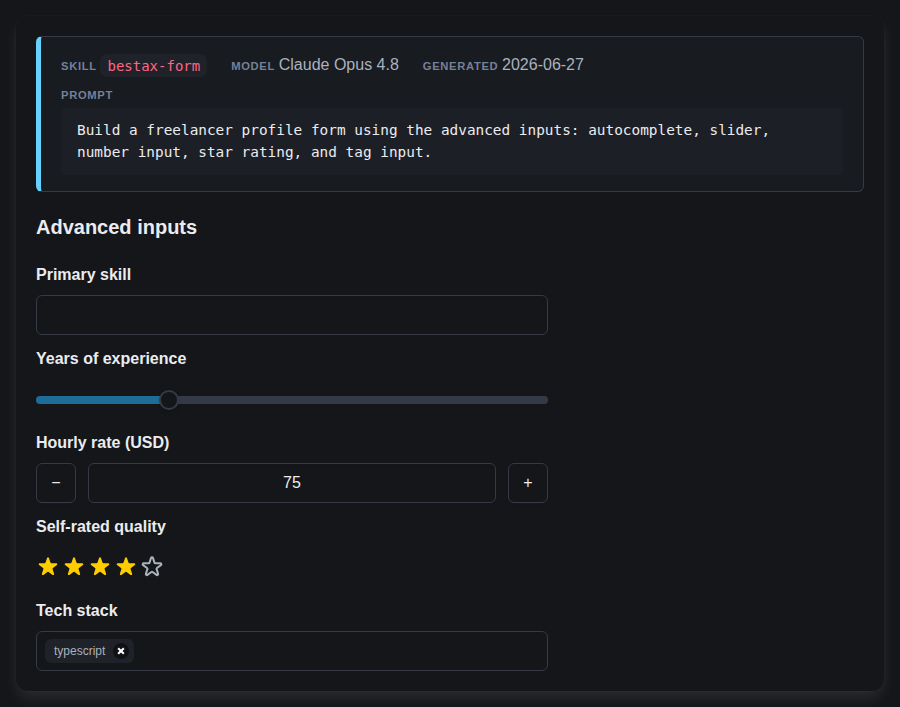 SKILL bestax-form MODEL Claude Opus 4.8 GENERATED 2026-06-27
PROMPT
Build a freelancer profile form using the advanced inputs: autocomplete, slider,
number input, star rating, and tag input.
Advanced inputs
Primary skill
Years of experience
Hourly rate (USD)
− 75 +
Self-rated quality
Tech stack
typescript